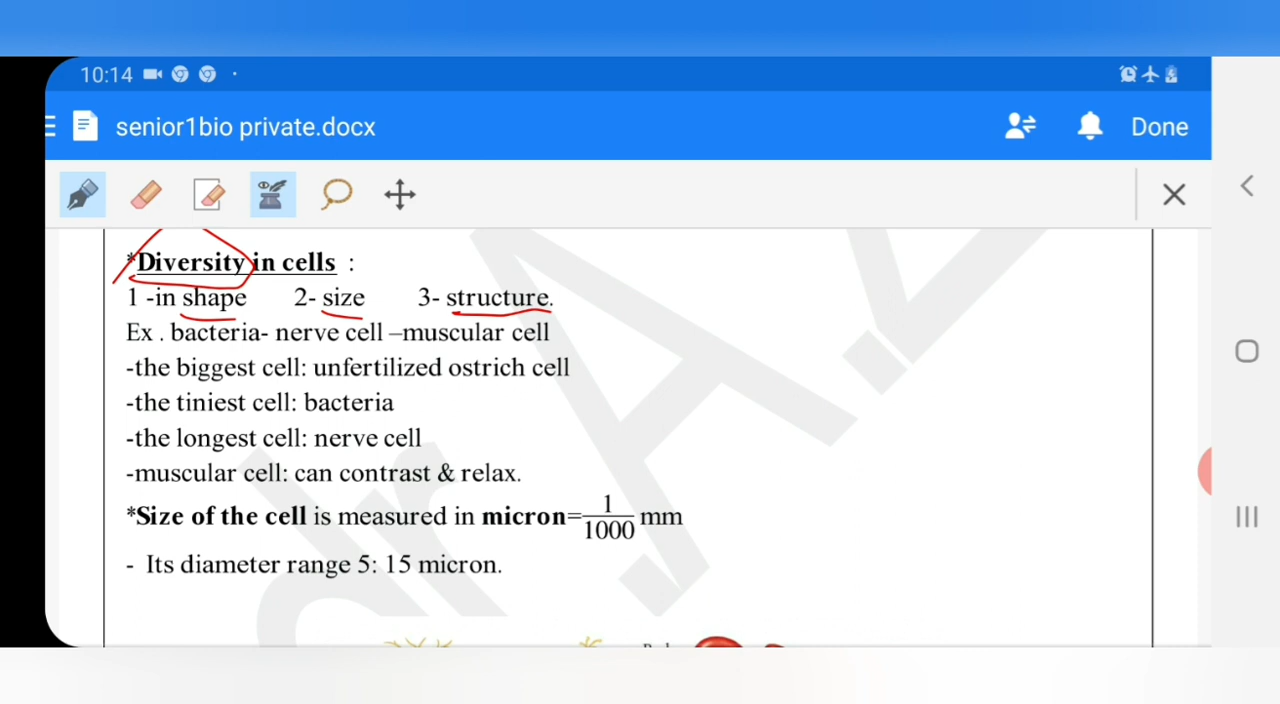 10:14
senior1bio private.docx
Done
*Diversity in cells :
1 -in shape 2- size 3- structure.
Ex . bacteria- nerve cell –muscular cell
-the biggest cell: unfertilized ostrich cell
-the tiniest cell: bacteria
-the longest cell: nerve cell
-muscular cell: can contrast & relax.
*Size of the cell is measured in micron=1/1000 mm
- Its diameter range 5: 15 micron.